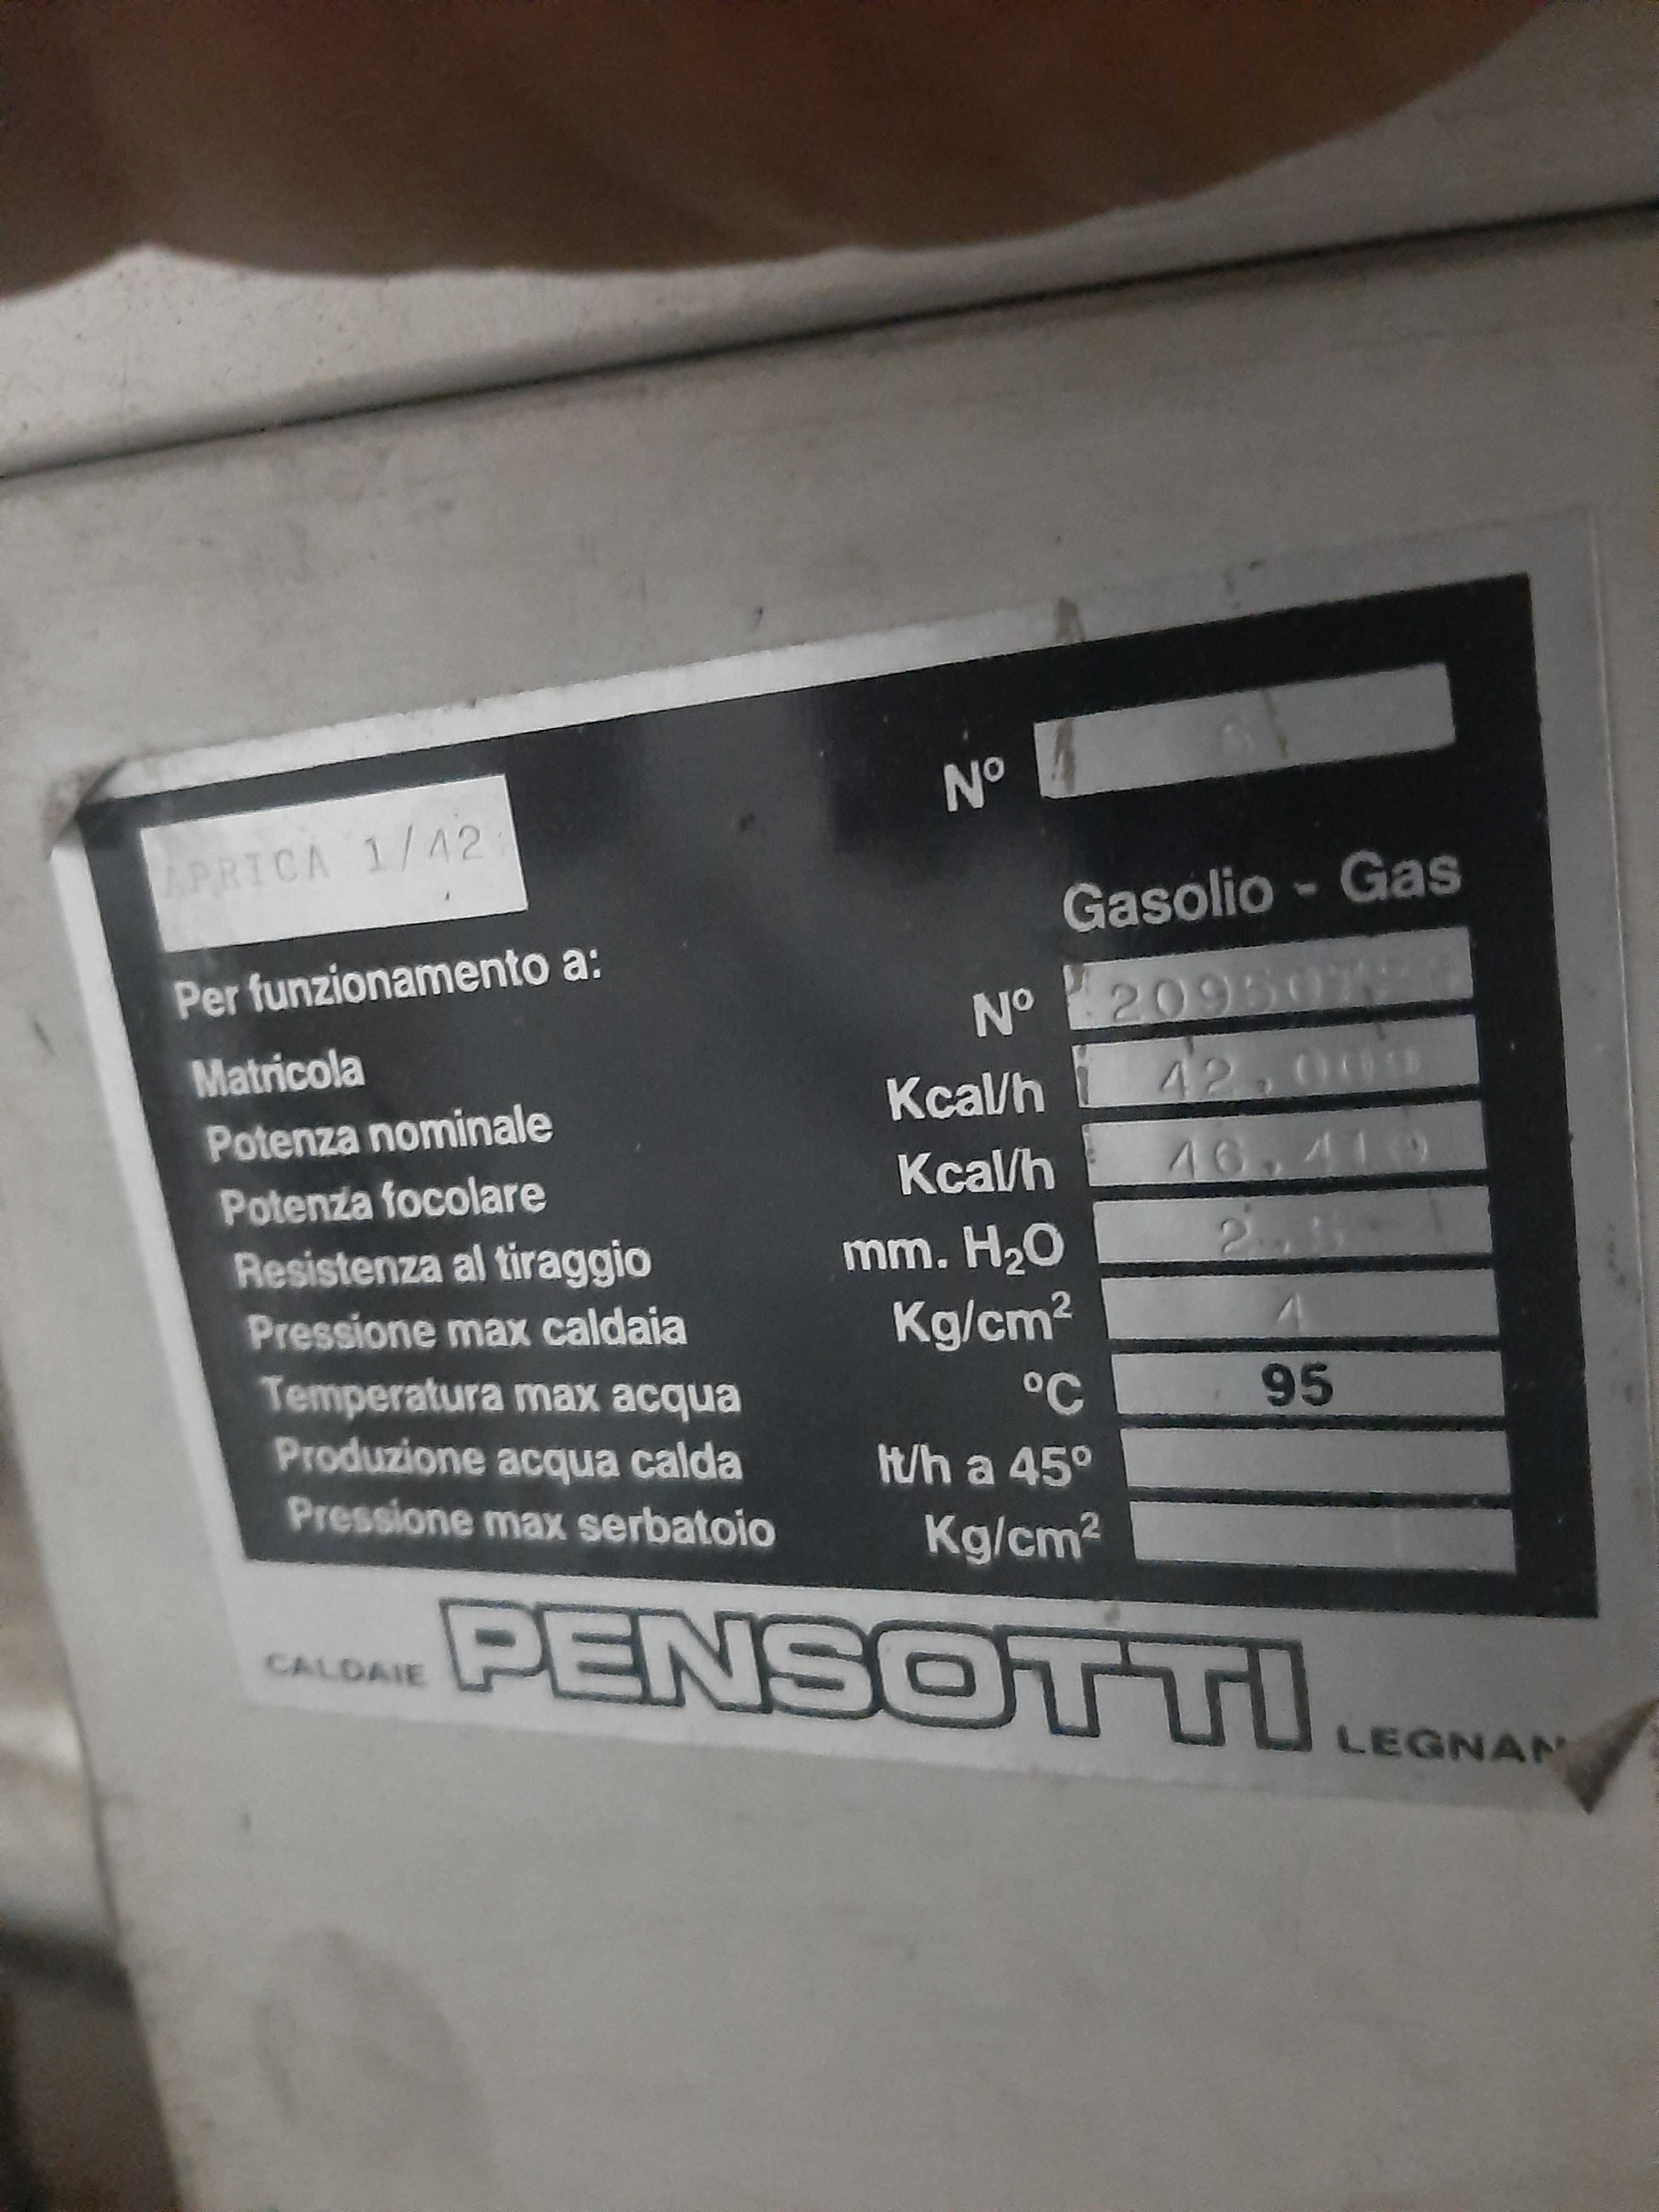 N° 6
APRICA 1/42
Per funzionamento a: Gasolio - Gas
Matricola N°
Potenza nominale Kcal/h 42.000
Potenza focolare Kcal/h 46.410
Resistenza al tiraggio mm. H₂O
Pressione max caldaia Kg/cm² 4
Temperatura max acqua °C 95
Produzione acqua calda lt/h a 45°
Pressione max serbatoio Kg/cm²
CALDAIE PENSOTTI LEGNAN